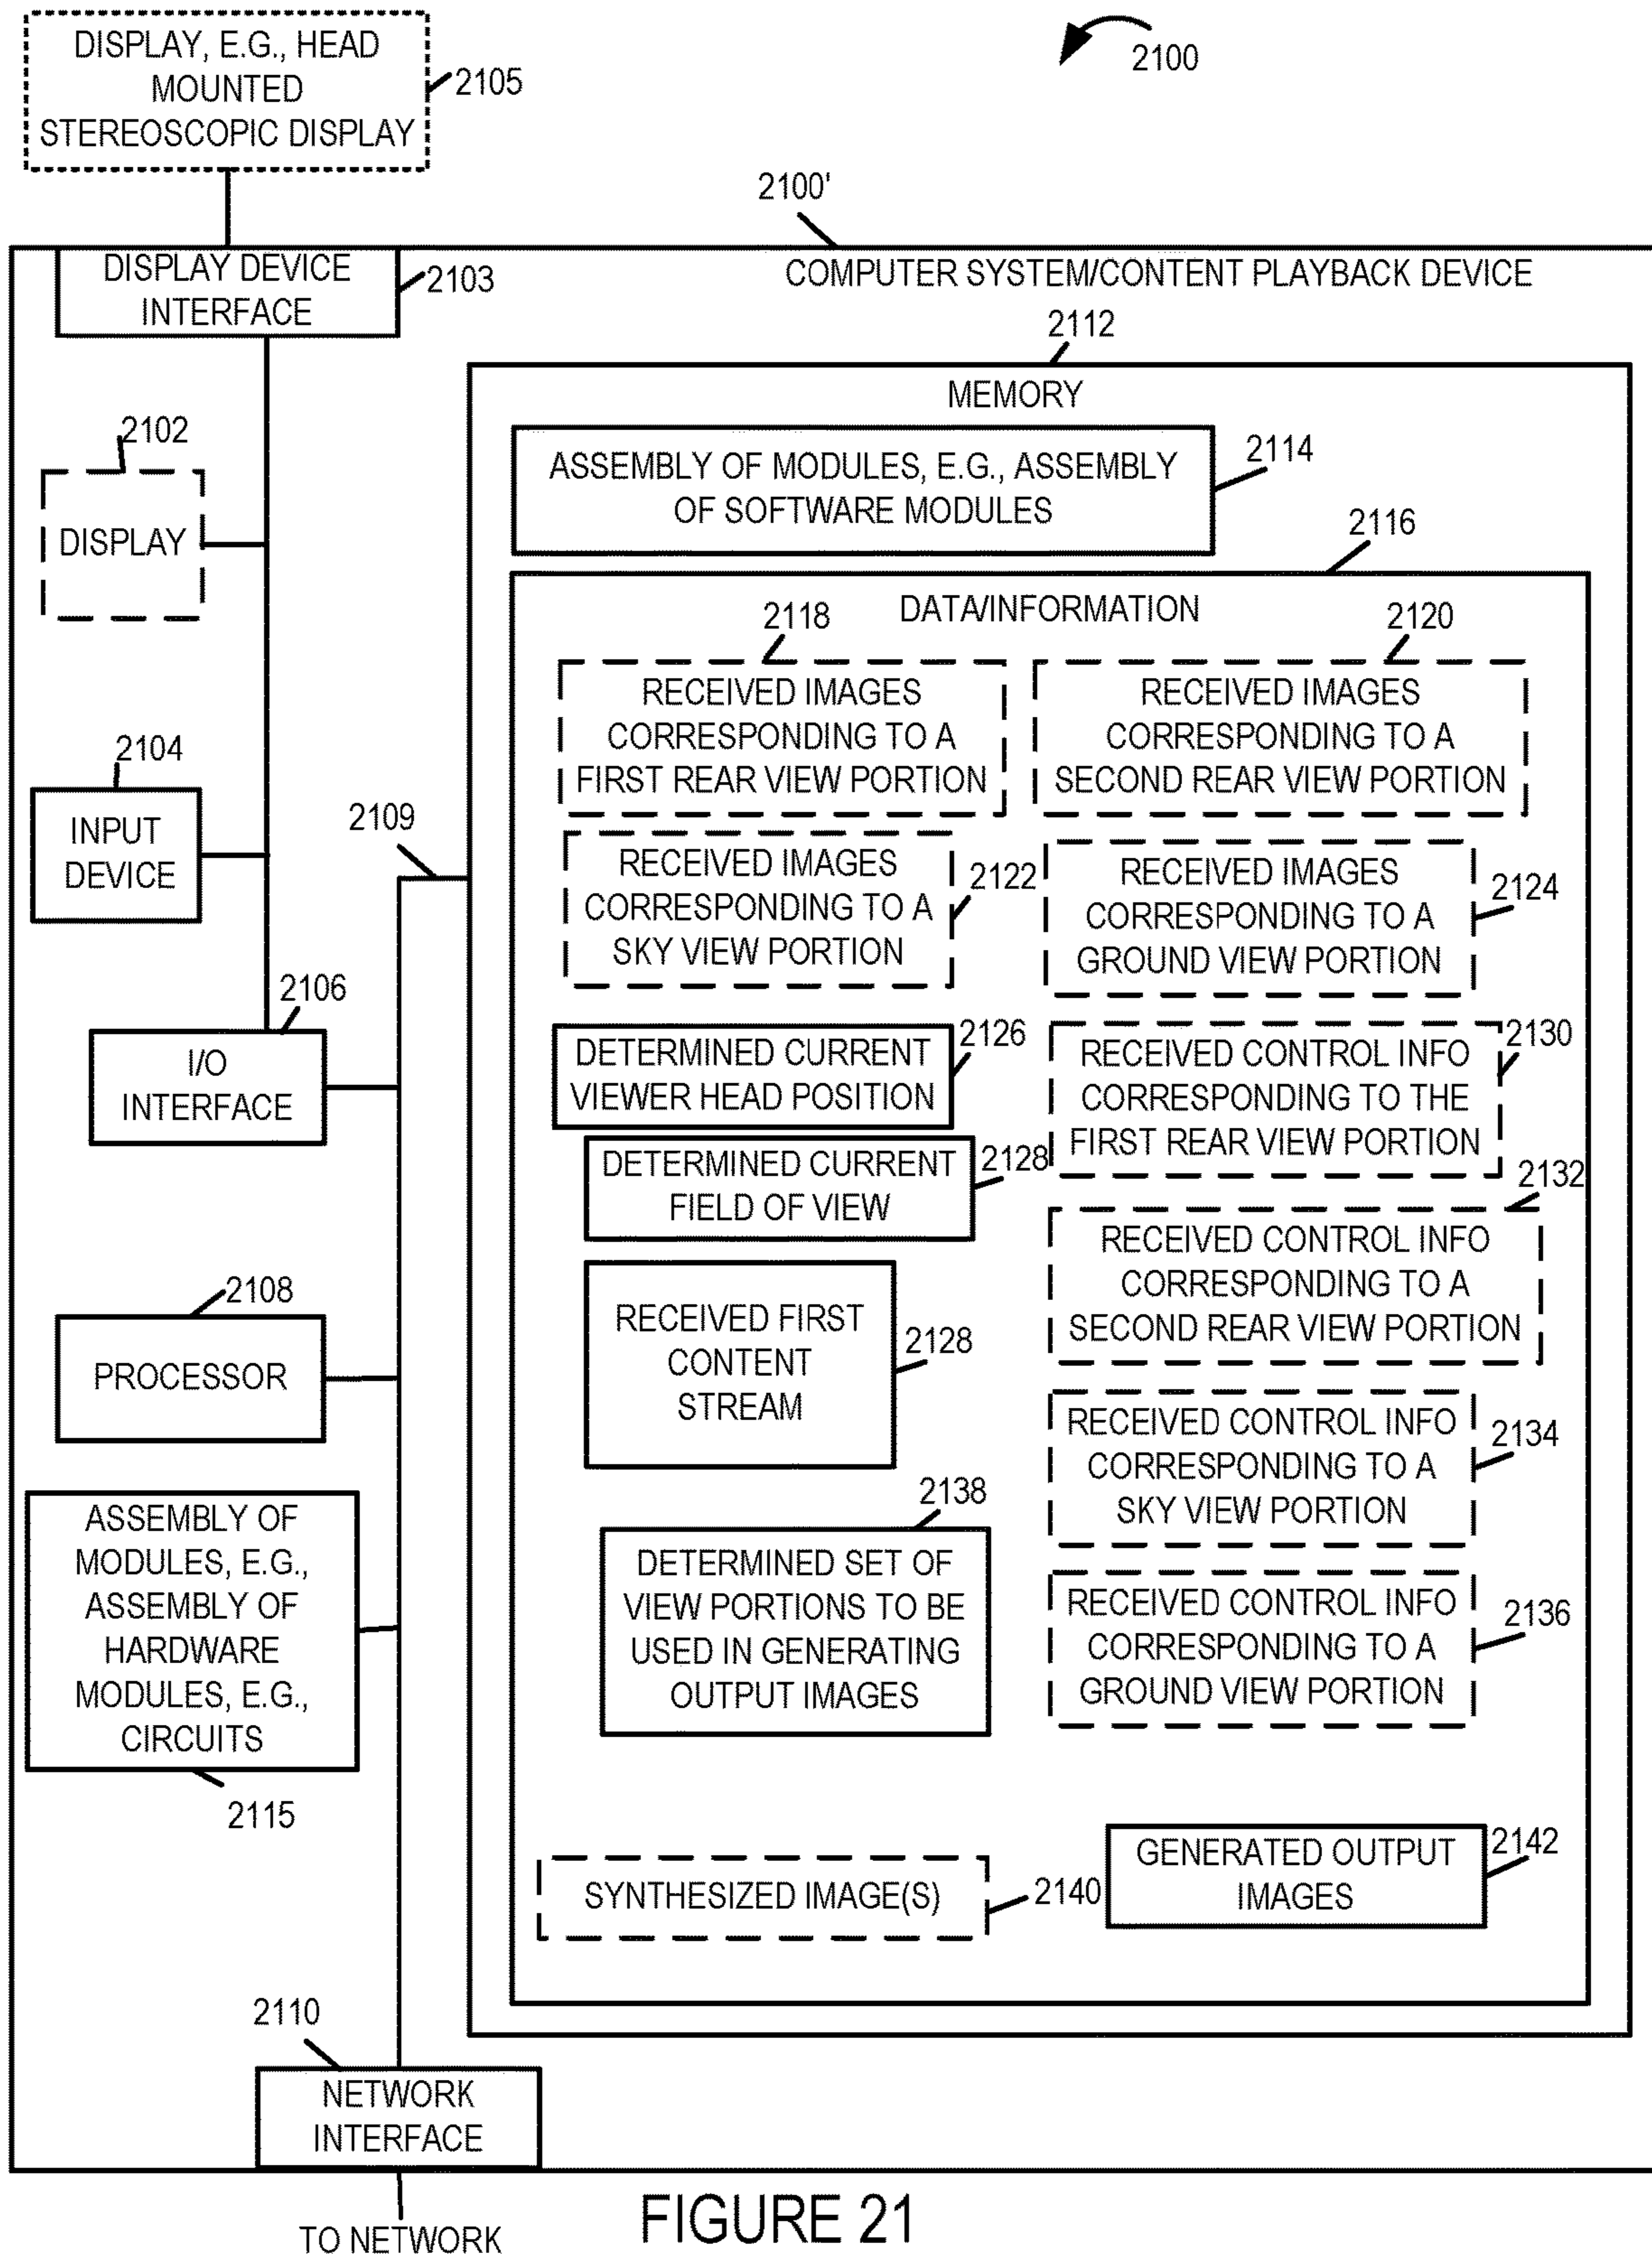 DISPLAY, E.G., HEAD
MOUNTED
STEREOSCOPIC DISPLAY
2105
2100
2100'
DISPLAY DEVICE
INTERFACE
2103
COMPUTER SYSTEM/CONTENT PLAYBACK DEVICE
2112
MEMORY
2102
DISPLAY
ASSEMBLY OF MODULES, E.G., ASSEMBLY
OF SOFTWARE MODULES
2114
2116
DATA/INFORMATION
2118
2120
RECEIVED IMAGES
CORRESPONDING TO A
FIRST REAR VIEW PORTION
RECEIVED IMAGES
CORRESPONDING TO A
SECOND REAR VIEW PORTION
2104
INPUT
DEVICE
2109
RECEIVED IMAGES
CORRESPONDING TO A
SKY VIEW PORTION
2122
RECEIVED IMAGES
CORRESPONDING TO A
GROUND VIEW PORTION
2124
2106
I/O
INTERFACE
DETERMINED CURRENT
VIEWER HEAD POSITION
2126
RECEIVED CONTROL INFO
CORRESPONDING TO THE
FIRST REAR VIEW PORTION
2130
DETERMINED CURRENT
FIELD OF VIEW
2128
2132
RECEIVED CONTROL INFO
CORRESPONDING TO A
SECOND REAR VIEW PORTION
2108
PROCESSOR
RECEIVED FIRST
CONTENT
STREAM
2128
RECEIVED CONTROL INFO
CORRESPONDING TO A
SKY VIEW PORTION
2134
ASSEMBLY OF
MODULES, E.G.,
ASSEMBLY OF
HARDWARE
MODULES, E.G.,
CIRCUITS
2115
2138
DETERMINED SET OF
VIEW PORTIONS TO BE
USED IN GENERATING
OUTPUT IMAGES
RECEIVED CONTROL INFO
CORRESPONDING TO A
GROUND VIEW PORTION
2136
SYNTHESIZED IMAGE(S)
2140
GENERATED OUTPUT
IMAGES
2142
2110
NETWORK
INTERFACE
TO NETWORK
FIGURE 21